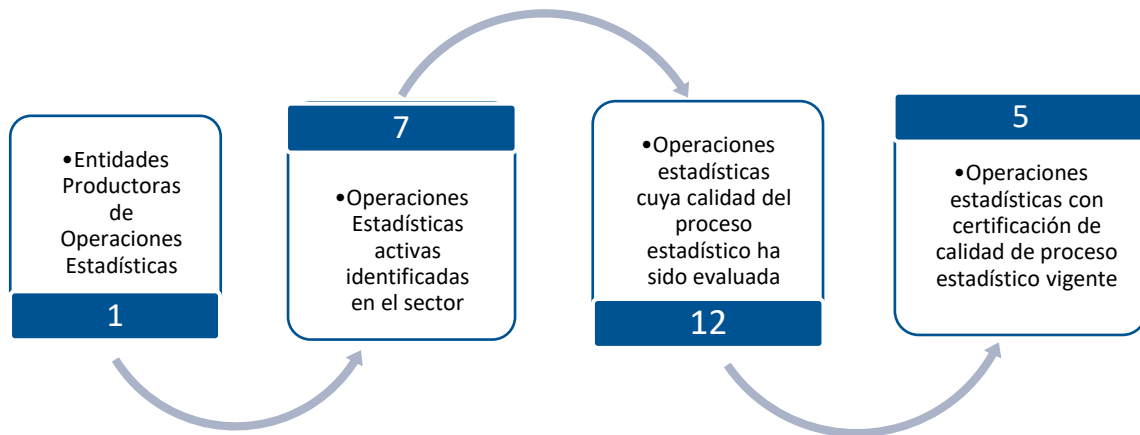 •Entidades
Productoras
de
Operaciones
Estadísticas
1
7
•Operaciones
Estadísticas
activas
identificadas
en el sector
•Operaciones
estadísticas
cuya calidad del
proceso
estadístico ha
sido evaluada
12
5
•Operaciones
estadísticas con
certificación de
calidad de proceso
estadístico vigente